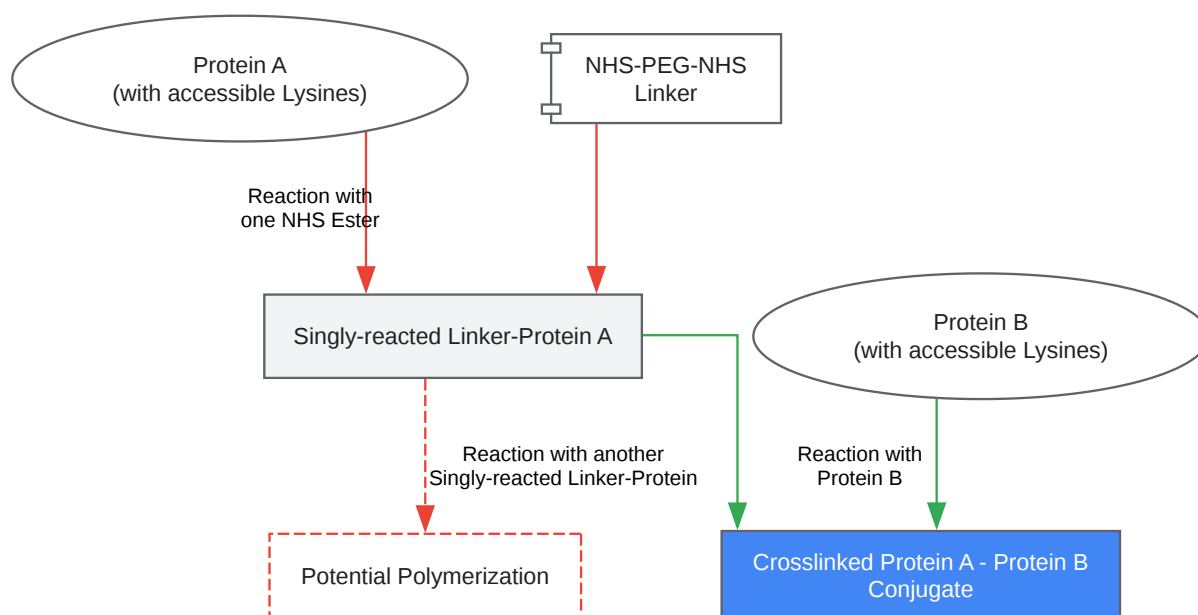 Protein A
(with accessible Lysines)
NHS-PEG-NHS
Linker
Reaction with
one NHS Ester
Singly-reacted Linker-Protein A
Protein B
(with accessible Lysines)
Reaction with another
Singly-reacted Linker-Protein
Reaction with
Protein B
Potential Polymerization
Crosslinked Protein A - Protein B
Conjugate